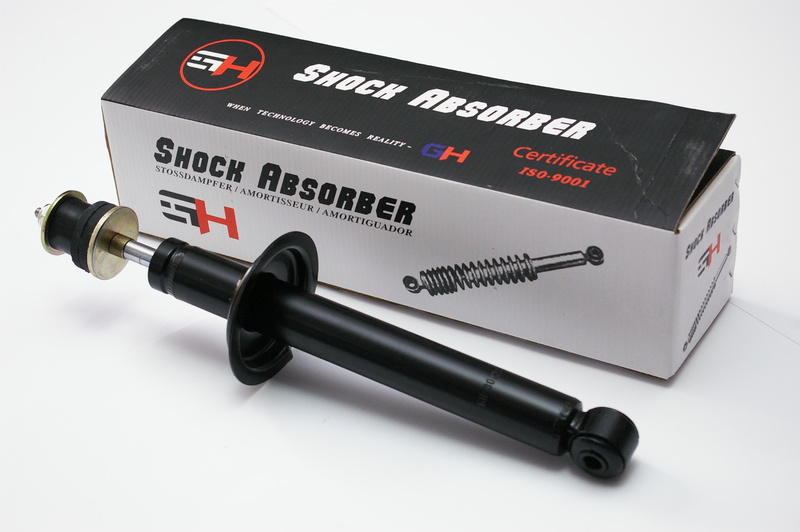 GH
SHOCK ABSORBER
WHEN TECHNOLOGY BECOMES REALITY-
GH
Certificate
ISO-9001
SHOCK ABSORBER
STOSSDAMPFER / AMORTISSEUR / AMORTIGUADOR
GH
SHOCK ABSORBER
GH